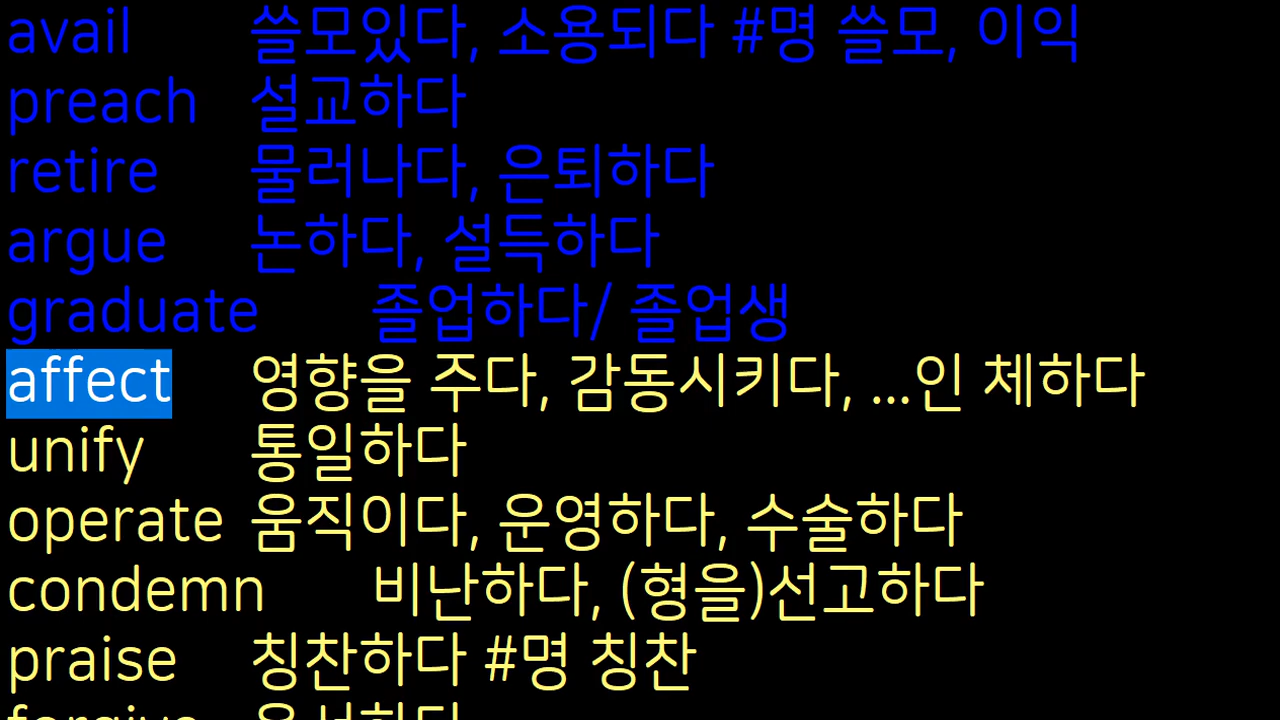 avail 쓸모있다, 소용되다 #명 쓸모, 이익
preach 설교하다
retire 물러나다, 은퇴하다
argue 논하다, 설득하다
graduate 졸업하다/ 졸업생
affect 영향을 주다, 감동시키다, ...인 체하다
unify 통일하다
operate 움직이다, 운영하다, 수술하다
condemn 비난하다, (형을)선고하다
praise 칭찬하다 #명 칭찬
forgive 용서하다